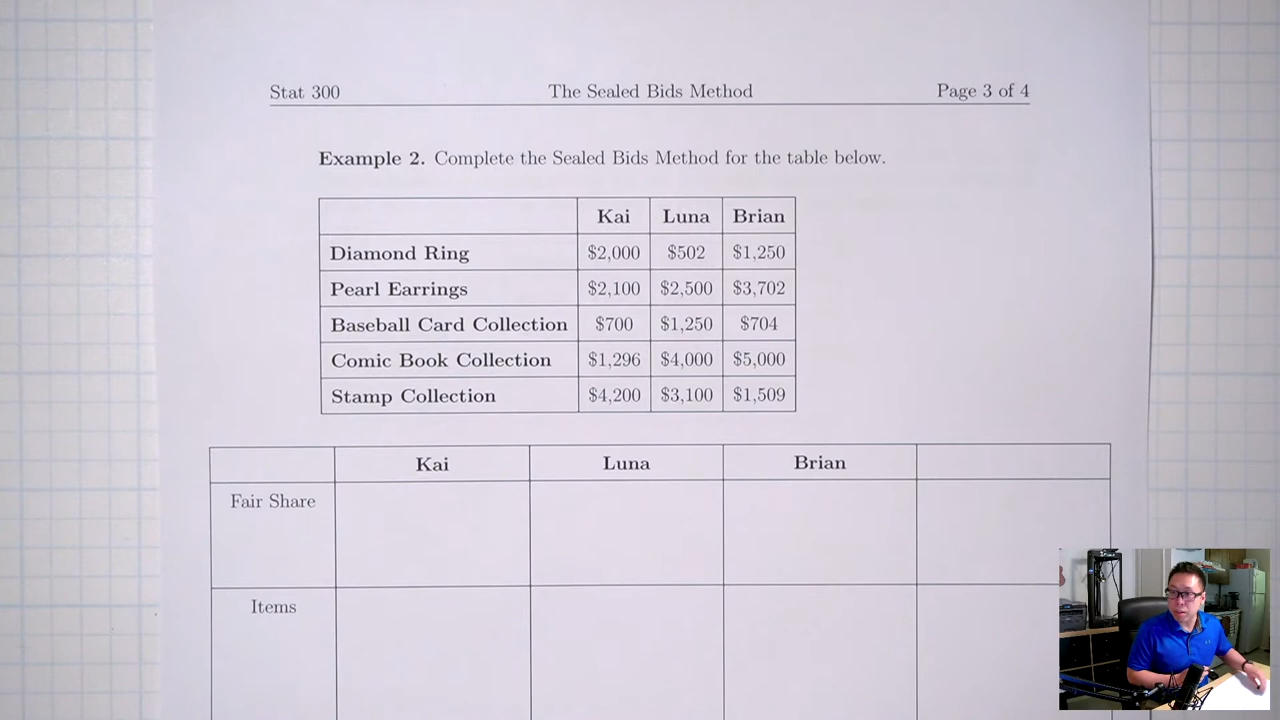 Stat 300 The Sealed Bids Method Page 3 of 4
Example 2. Complete the Sealed Bids Method for the table below.
Kai Luna Brian
Diamond Ring $2,000 $502 $1,250
Pearl Earrings $2,100 $2,500 $3,702
Baseball Card Collection $700 $1,250 $704
Comic Book Collection $1,296 $4,000 $5,000
Stamp Collection $4,200 $3,100 $1,509
Kai Luna Brian
Fair Share
Items